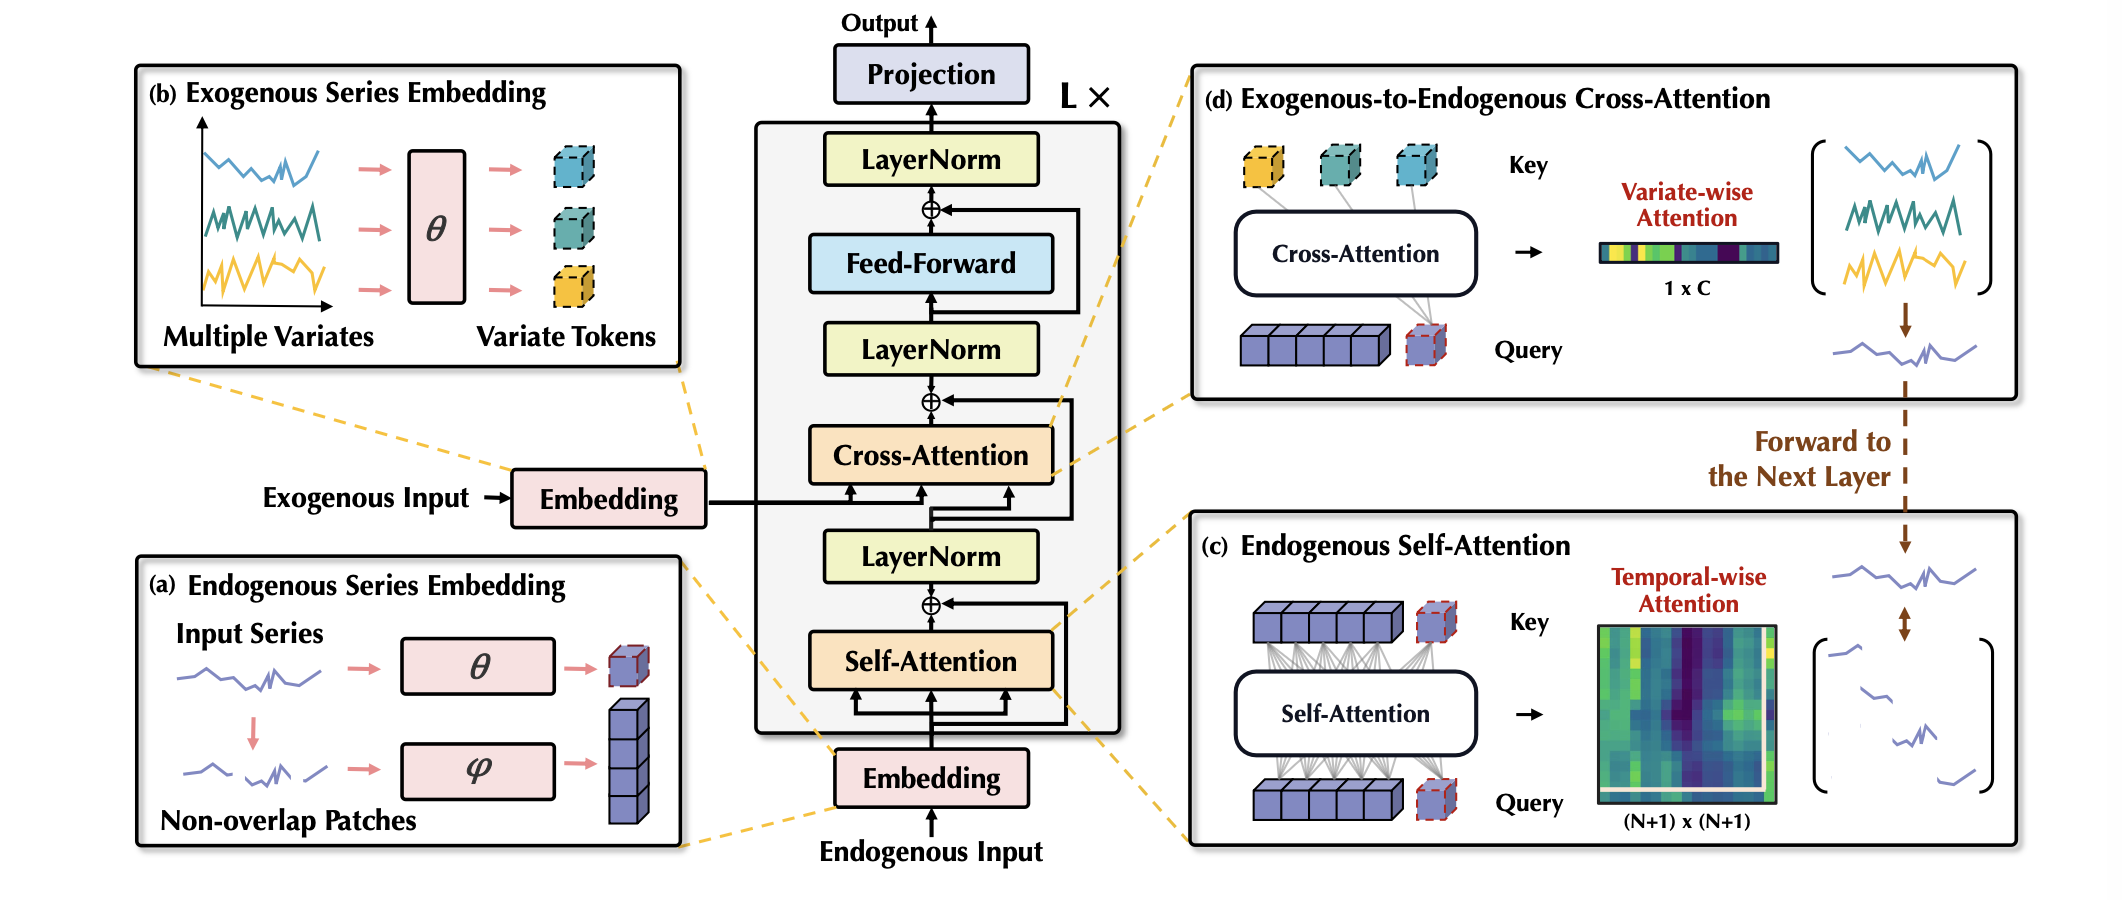 Output
Projection
L ×
LayerNorm
Feed-Forward
LayerNorm
Cross-Attention
LayerNorm
Self-Attention
Embedding
Endogenous Input
Exogenous Input
Embedding
(b) Exogenous Series Embedding
θ
Multiple Variates
Variate Tokens
(a) Endogenous Series Embedding
Input Series
θ
φ
Non-overlap Patches
(d) Exogenous-to-Endogenous Cross-Attention
Key
Cross-Attention
Query
Variate-wise
Attention
1 x C
Forward to
the Next Layer
(c) Endogenous Self-Attention
Key
Self-Attention
Query
Temporal-wise
Attention
(N+1) x (N+1)